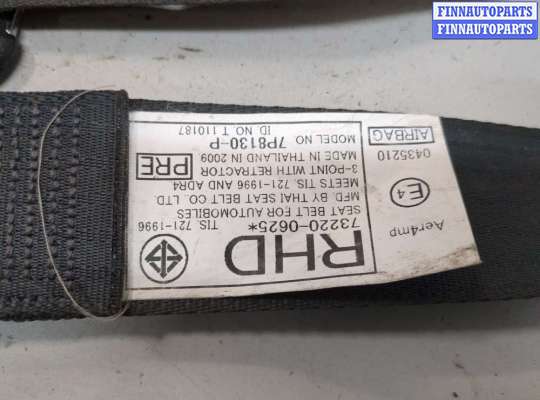 FINNAUTOPARTS
FINNAUTOPARTS
RHD
73220-0625*
TIS. 721-1996
SEAT BELT FOR AUTOMOBILES
MFD. BY THAI SEAT BELT CO. LTD
MEETS TIS. 721-1996 AND ADR4
3-POINT WITH RETRACTOR
MADE IN THAILAND IN 2009
PRE
MODEL NO 7P8130-P
ID NO T 110187
Aer4mp
E4
0435210
AIRBAG